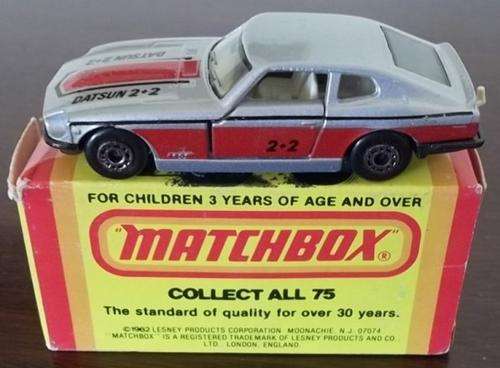 DATSUN 2+2
DATSUN 2+2
2+2
FOR CHILDREN 3 YEARS OF AGE AND OVER
"MATCHBOX"®
COLLECT ALL 75
The standard of quality for over 30 years.
©1982 LESNEY PRODUCTS CORPORATION MOONACHIE N.J. 07074
"MATCHBOX" IS A REGISTERED TRADEMARK OF LESNEY PRODUCTS AND CO.
LTD. LONDON, ENGLAND.